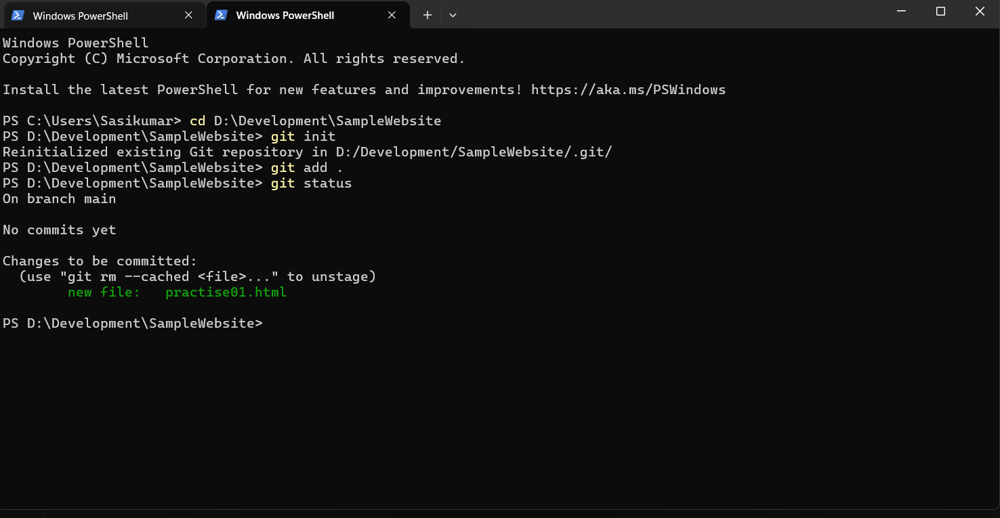 Windows PowerShell
Windows PowerShell
Windows PowerShell
Copyright (C) Microsoft Corporation. All rights reserved.
Install the latest PowerShell for new features and improvements! https://aka.ms/PSWindows
PS C:\Users\Sasikumar> cd D:\Development\SampleWebsite
PS D:\Development\SampleWebsite> git init
Reinitialized existing Git repository in D:/Development/SampleWebsite/.git/
PS D:\Development\SampleWebsite> git add .
PS D:\Development\SampleWebsite> git status
On branch main
No commits yet
Changes to be committed:
  (use "git rm --cached <file>..." to unstage)
        new file:   practise01.html
PS D:\Development\SampleWebsite>